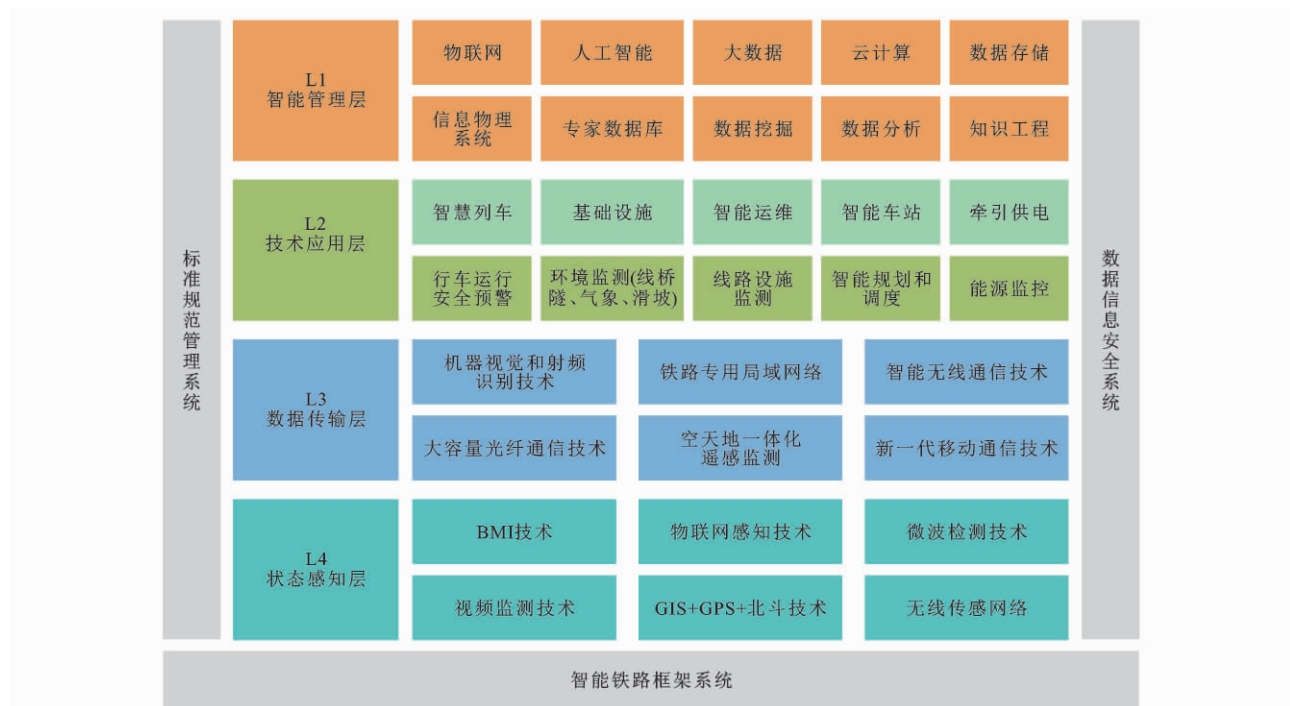 标准规范管理系统
L1
智能管理层
物联网
人工智能
大数据
云计算
数据存储
信息物理
系统
专家数据库
数据挖掘
数据分析
知识工程
L2
技术应用层
智慧列车
基础设施
智能运维
智能车站
牵引供电
行车运行
安全预警
环境监测(线桥
隧、气象、滑坡)
线路设施
监测
智能规划和
调度
能源监控
L3
数据传输层
机器视觉和射频
识别技术
铁路专用局域网络
智能无线通信技术
大容量光纤通信技术
空天地一体化
遥感监测
新一代移动通信技术
L4
状态感知层
BMI技术
物联网感知技术
微波检测技术
视频监测技术
GIS+GPS+北斗技术
无线传感网络
数据信息安全系统
智能铁路框架系统